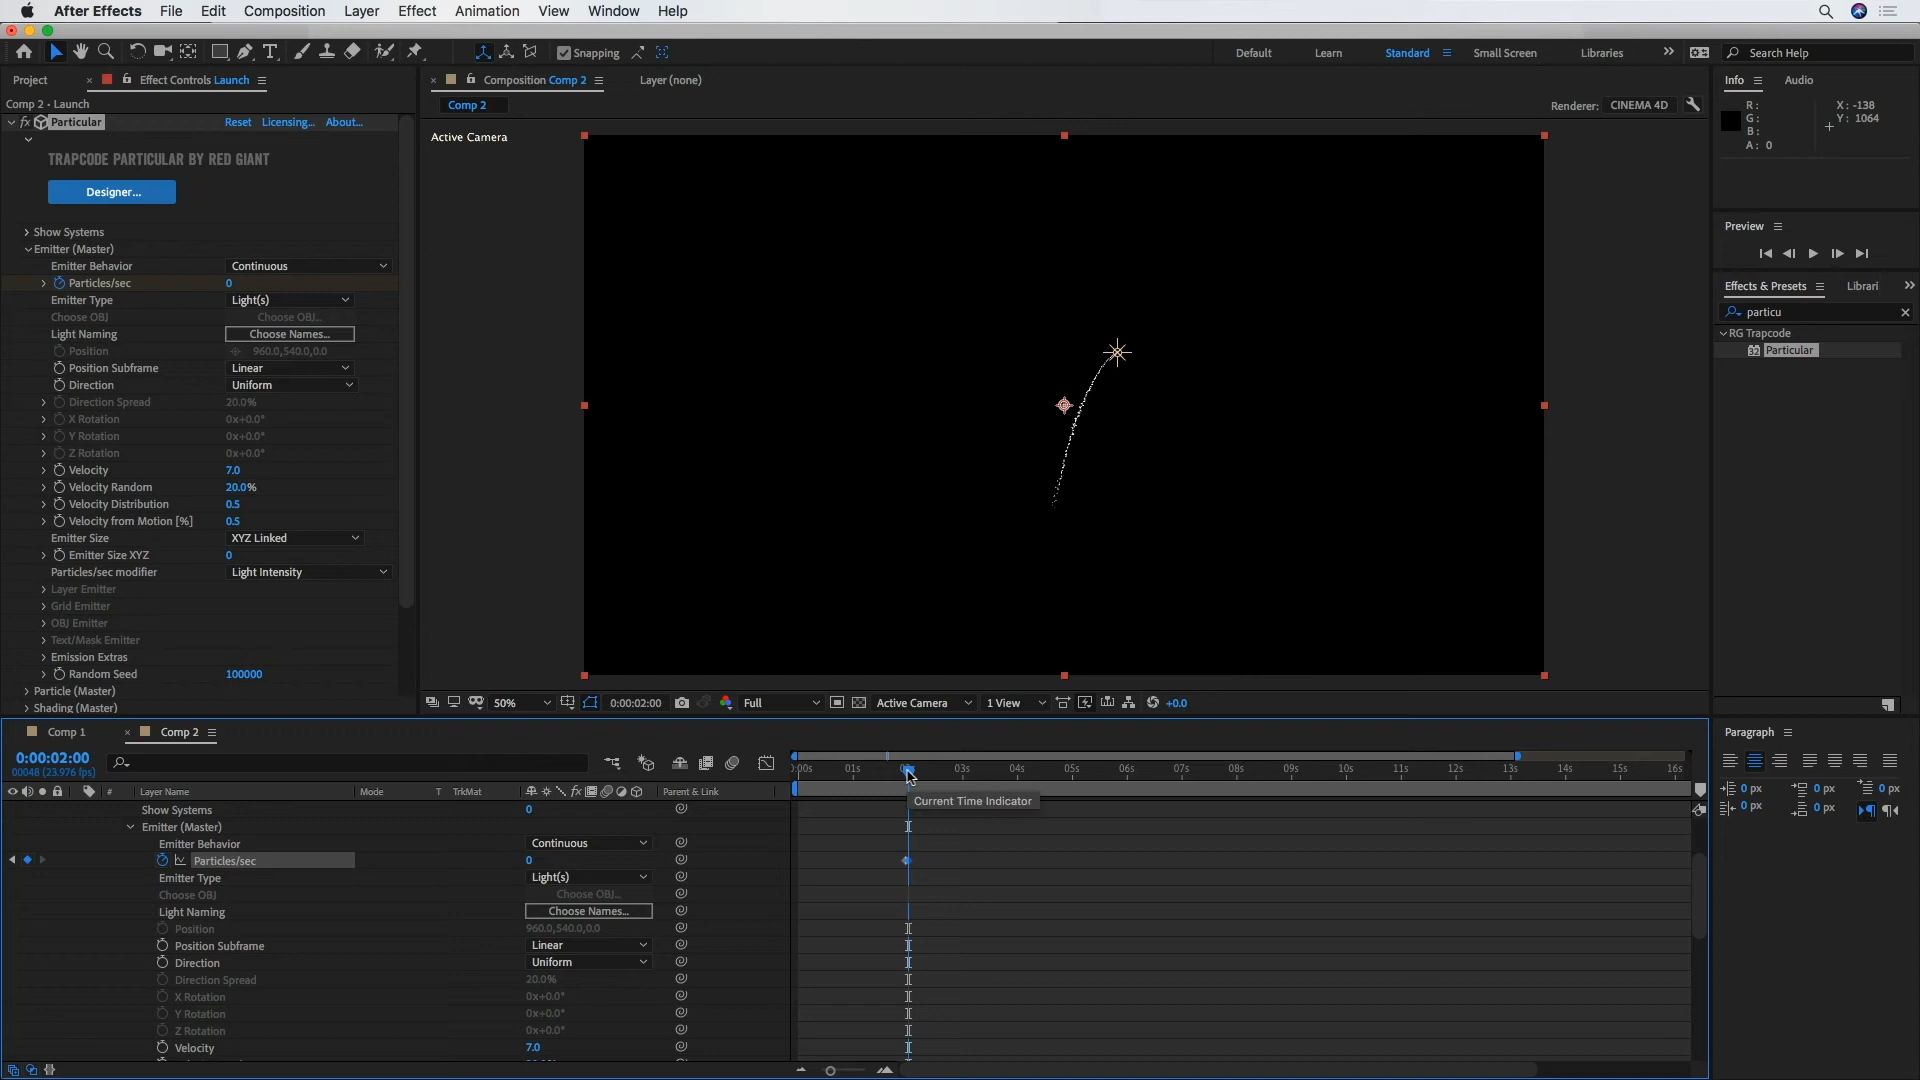 After Effects File Edit Composition Layer Effect Animation View Window Help
Snapping Default Learn Standard Small Screen Libraries Search Help
Project Effect Controls Launch Composition Comp 2 Layer (none) Info Audio
Comp 2 • Launch
Comp 2
Renderer: CINEMA 4D
R:
G:
B:
A: 0
X: -138
Y: 1064
fx Particular Reset Licensing... About...
Active Camera
TRAPCODE PARTICULAR BY RED GIANT
Designer...
Show Systems
Emitter (Master)
Emitter Behavior Continuous
Particles/sec 0
Emitter Type Light(s)
Choose OBJ Choose OBJ...
Light Naming Choose Names...
Position 960.0,540.0,0.0
Position Subframe Linear
Direction Uniform
Direction Spread 20.0%
X Rotation 0x+0.0°
Y Rotation 0x+0.0°
Z Rotation 0x+0.0°
Velocity 7.0
Velocity Random 20.0%
Velocity Distribution 0.5
Velocity from Motion [%] 0.5
Emitter Size XYZ Linked
Emitter Size XYZ 0
Particles/sec modifier Light Intensity
Layer Emitter
Grid Emitter
OBJ Emitter
Text/Mask Emitter
Emission Extras
Random Seed 100000
Particle (Master)
Shading (Master)
Preview
Effects & Presets Librari
particu
RG Trapcode
32 Particular
50% 0:00:02:00 Full Active Camera 1 View +0.0
Comp 1 Comp 2
0:00:02:00
00048 (23.976 fps)
0:00s 01s 03s 04s 05s 06s 07s 08s 09s 10s 11s 12s 13s 14s 15s 16s
# Layer Name Mode T TrkMat fx Parent & Link
Current Time Indicator
Show Systems 0
Emitter (Master)
Emitter Behavior Continuous
Particles/sec 0
Emitter Type Light(s)
Choose OBJ Choose OBJ...
Light Naming Choose Names...
Position 960.0,540.0,0.0
Position Subframe Linear
Direction Uniform
Direction Spread 20.0%
X Rotation 0x+0.0°
Y Rotation 0x+0.0°
Z Rotation 0x+0.0°
Velocity 7.0
Paragraph
0 px 0 px 0 px
0 px 0 px